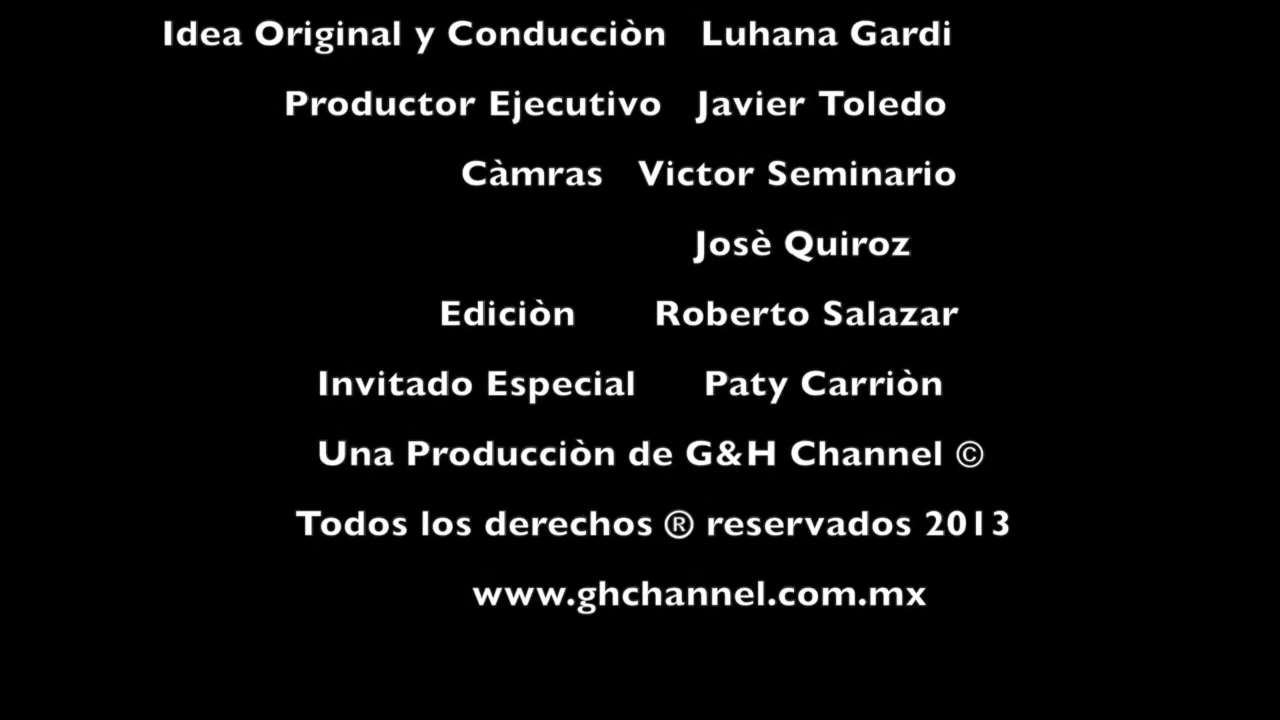 Idea Original y Conducciòn Luhana Gardi
Productor Ejecutivo Javier Toledo
Càmras Victor Seminario
Josè Quiroz
Ediciòn Roberto Salazar
Invitado Especial Paty Carriòn
Una Producciòn de G&H Channel ©
Todos los derechos ® reservados 2013
www.ghchannel.com.mx